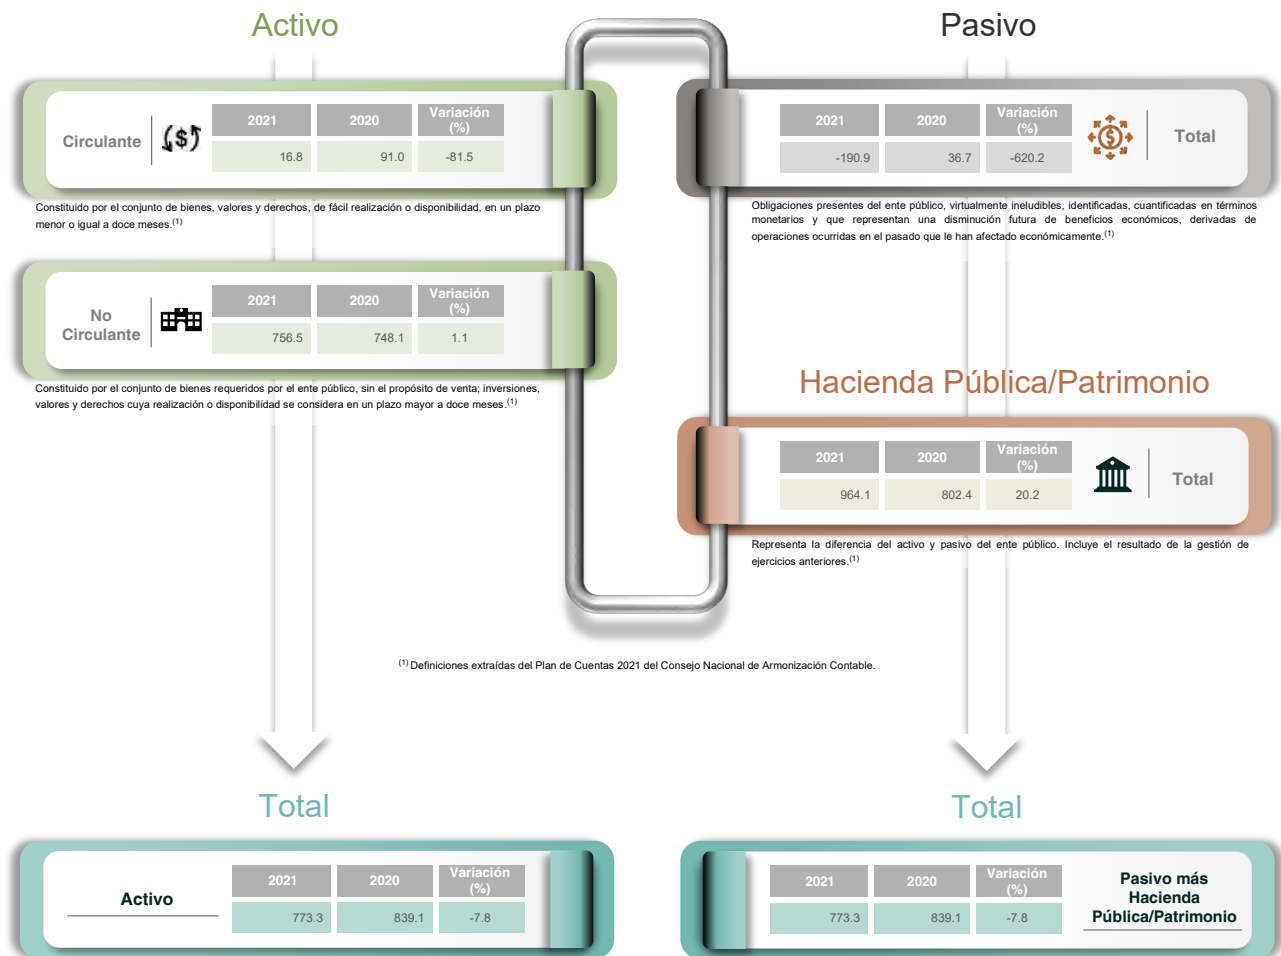 Activo
Circulante
2021 2020 Variación
(%)
16.8 91.0 -81.5
Constituido por el conjunto de bienes, valores y derechos, de fácil realización o disponibilidad, en un plazo
menor o igual a doce meses.(1)
No
Circulante
2021 2020 Variación
(%)
756.5 748.1 1.1
Constituido por el conjunto de bienes requeridos por el ente público, sin el propósito de venta; inversiones,
valores y derechos cuya realización o disponibilidad se considera en un plazo mayor a doce meses.(1)
Pasivo
2021 2020 Variación
(%)
-190.9 36.7 -620.2
Total
Obligaciones presentes del ente público, virtualmente ineludibles, identificadas, cuantificadas en términos
monetarios y que representan una disminución futura de beneficios económicos, derivadas de
operaciones ocurridas en el pasado que le han afectado económicamente.(1)
Hacienda Pública/Patrimonio
2021 2020 Variación
(%)
964.1 802.4 20.2
Total
Representa la diferencia del activo y pasivo del ente público. Incluye el resultado de la gestión de
ejercicios anteriores.(1)
(1) Definiciones extraídas del Plan de Cuentas 2021 del Consejo Nacional de Armonización Contable.
Total
Activo
2021 2020 Variación
(%)
773.3 839.1 -7.8
Total
2021 2020 Variación
(%)
773.3 839.1 -7.8
Pasivo más
Hacienda
Pública/Patrimonio